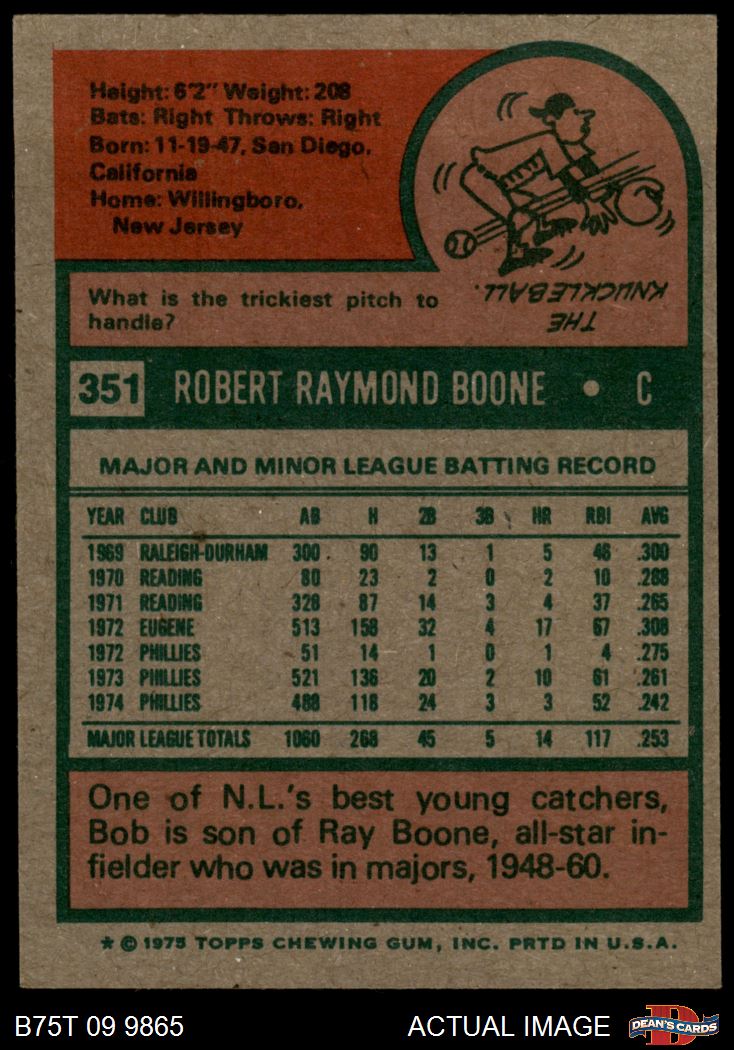 Height: 6'2" Weight: 208
Bats: Right Throws: Right
Born: 11-19-47, San Diego,
California
Home: Willingboro,
New Jersey
What is the trickiest pitch to
handle?
THE
KNUCKLEBALL.
351 ROBERT RAYMOND BOONE • C
MAJOR AND MINOR LEAGUE BATTING RECORD
YEAR CLUB AB H 2B 3B HR RBI AVG
1969 RALEIGH-DURHAM 300 90 13 1 5 46 .300
1970 READING 80 23 2 0 2 10 .288
1971 READING 328 87 14 3 4 37 .265
1972 EUGENE 513 158 32 4 17 67 .308
1972 PHILLIES 51 14 1 0 1 4 .275
1973 PHILLIES 521 136 20 2 10 61 .261
1974 PHILLIES 488 118 24 3 3 52 .242
MAJOR LEAGUE TOTALS 1060 268 45 5 14 117 .253
One of N.L.'s best young catchers,
Bob is son of Ray Boone, all-star in-
fielder who was in majors, 1948-60.
* © 1975 TOPPS CHEWING GUM, INC. PRTD IN U.S.A.
B75T 09 9865 ACTUAL IMAGE DEAN'S CARDS